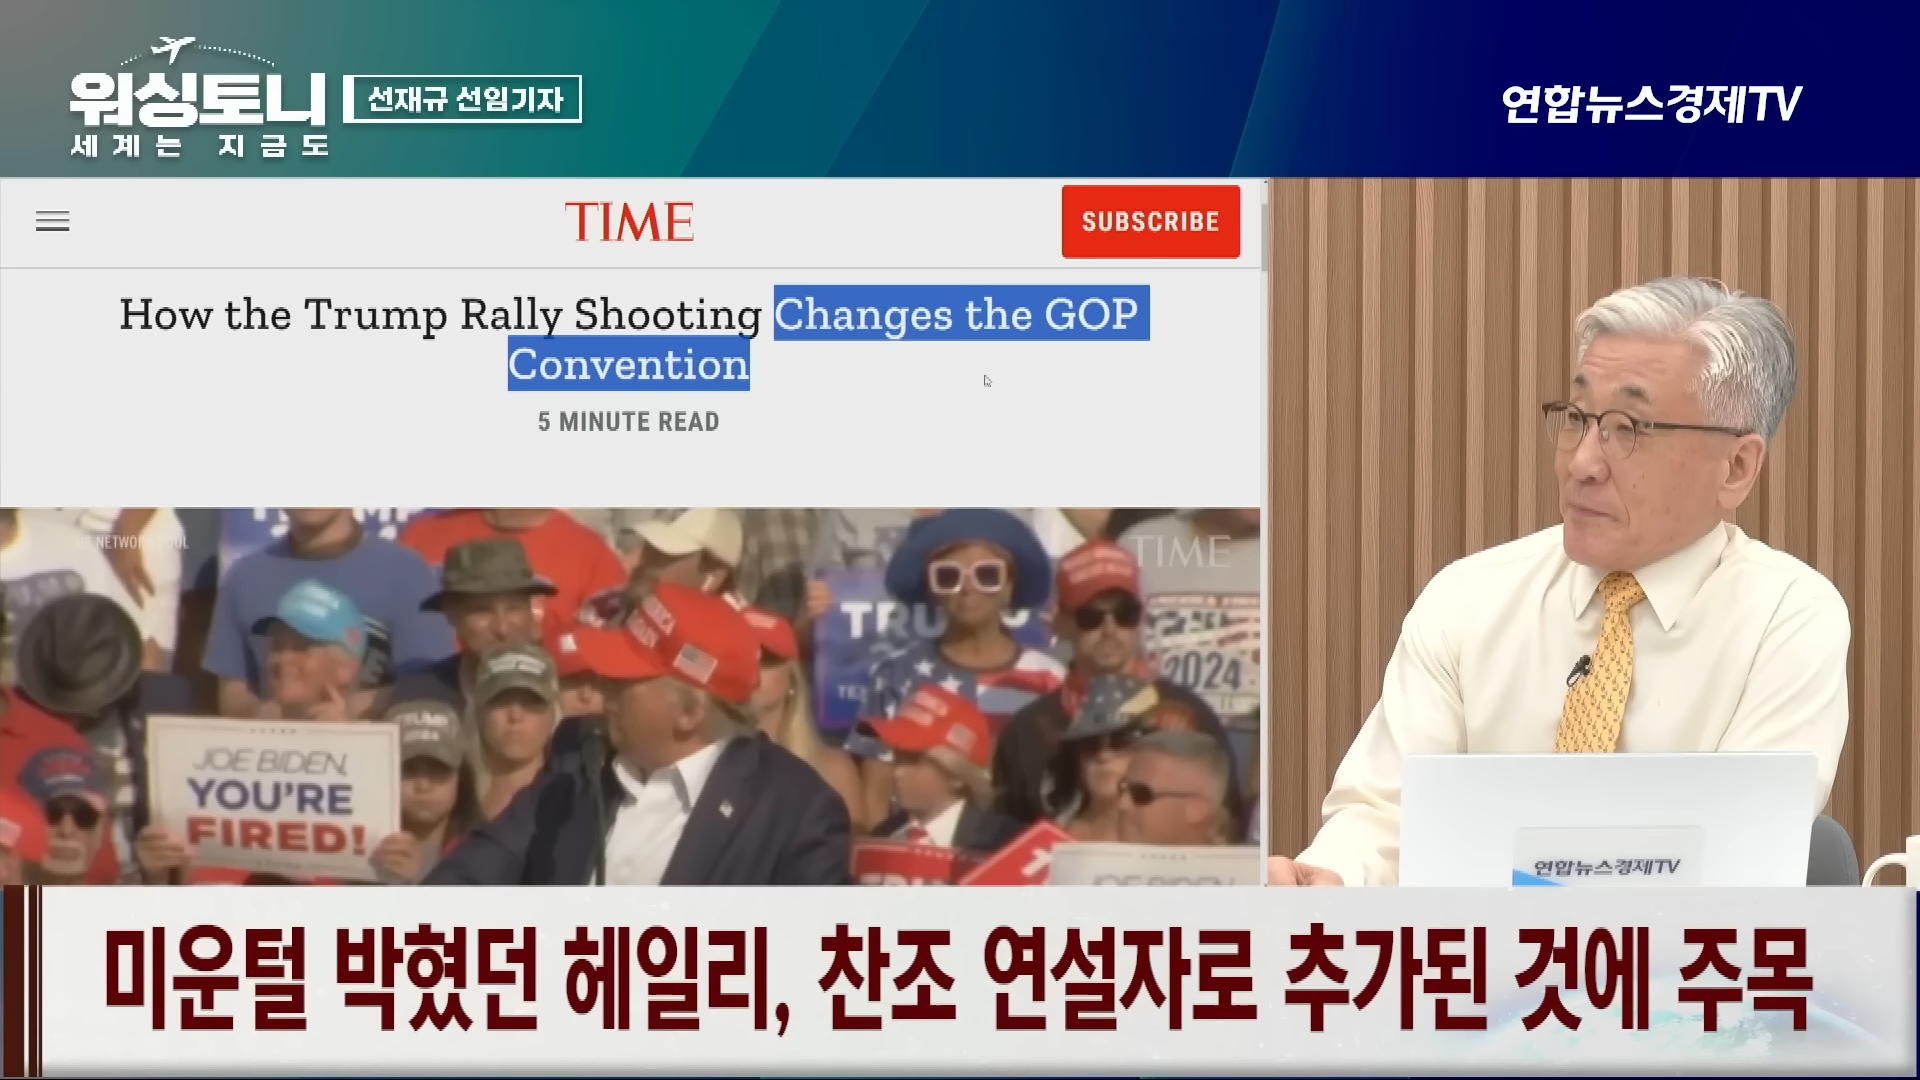 워싱토니
세계는 지금도
선재규 선임기자
연합뉴스경제TV
TIME
SUBSCRIBE
How the Trump Rally Shooting Changes the GOP
Convention
5 MINUTE READ
TIME
TRU
2024
JOE BIDEN,
YOU'RE
FIRED!
JOE BIDEN
연합뉴스경제TV
미운털 박혔던 헤일리, 찬조 연설자로 추가된 것에 주목